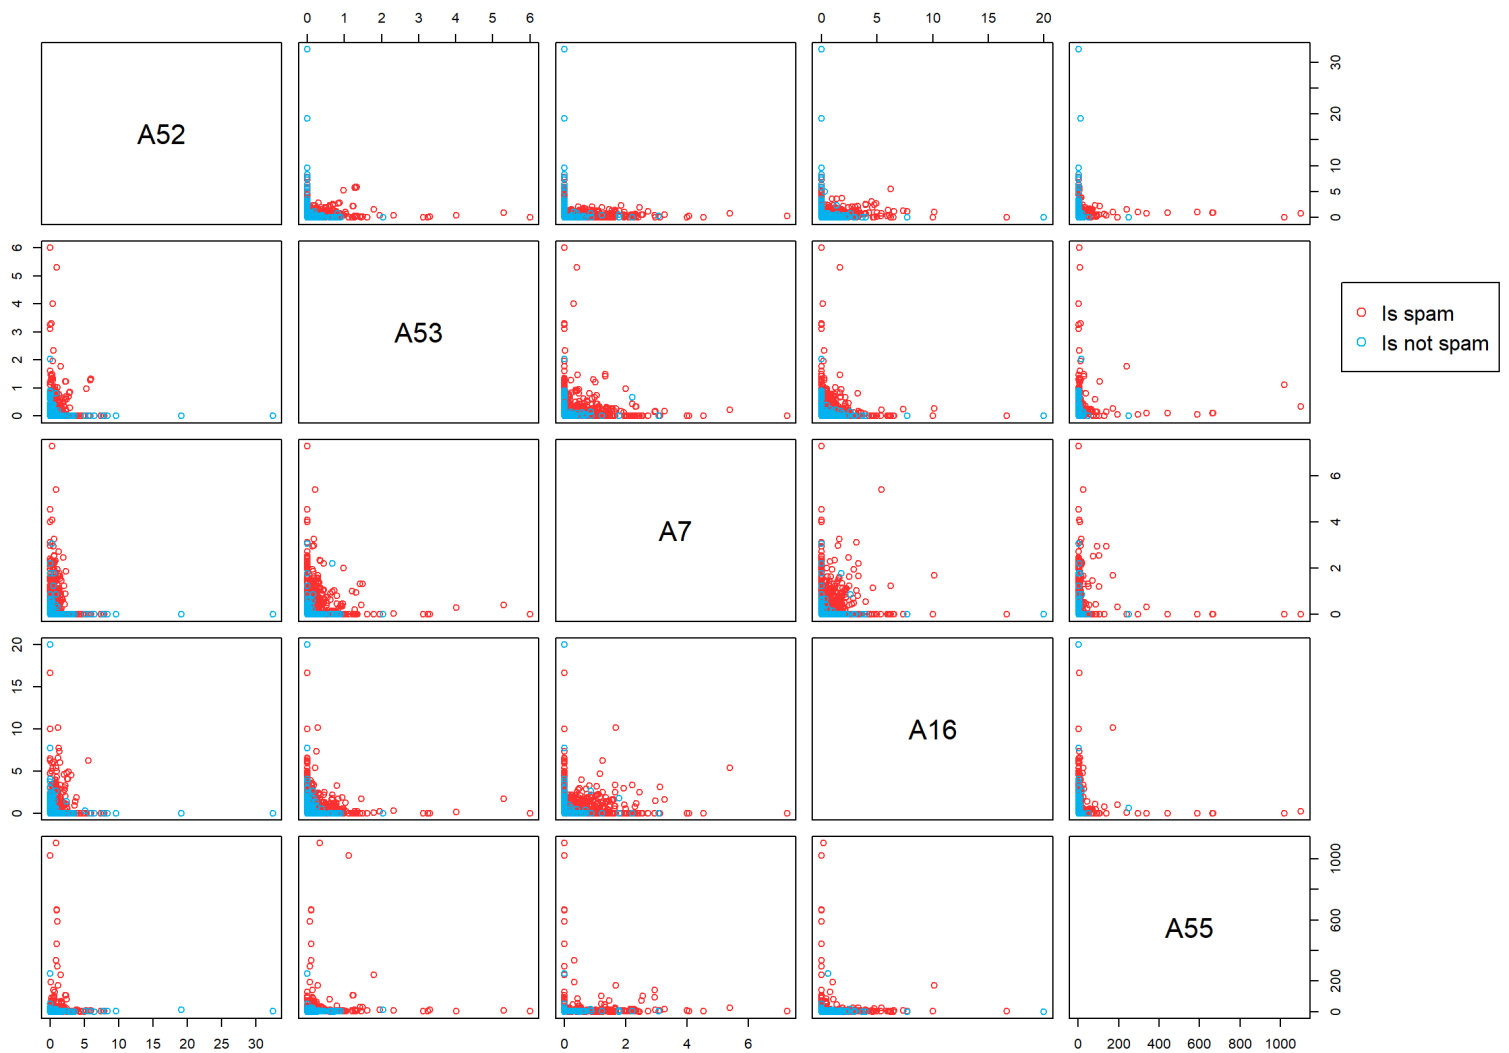 0 1 2 3 4 5 6
0 5 10 15 20
A52
0 5 10 20 30
0 1 2 3 4 5 6
A53
Is spam
Is not spam
A7
0 2 4 6
0 5 10 15 20
A16
A55
0 200 600 1000
0 5 10 15 20 25 30
0 2 4 6
0 200 400 600 800 1000